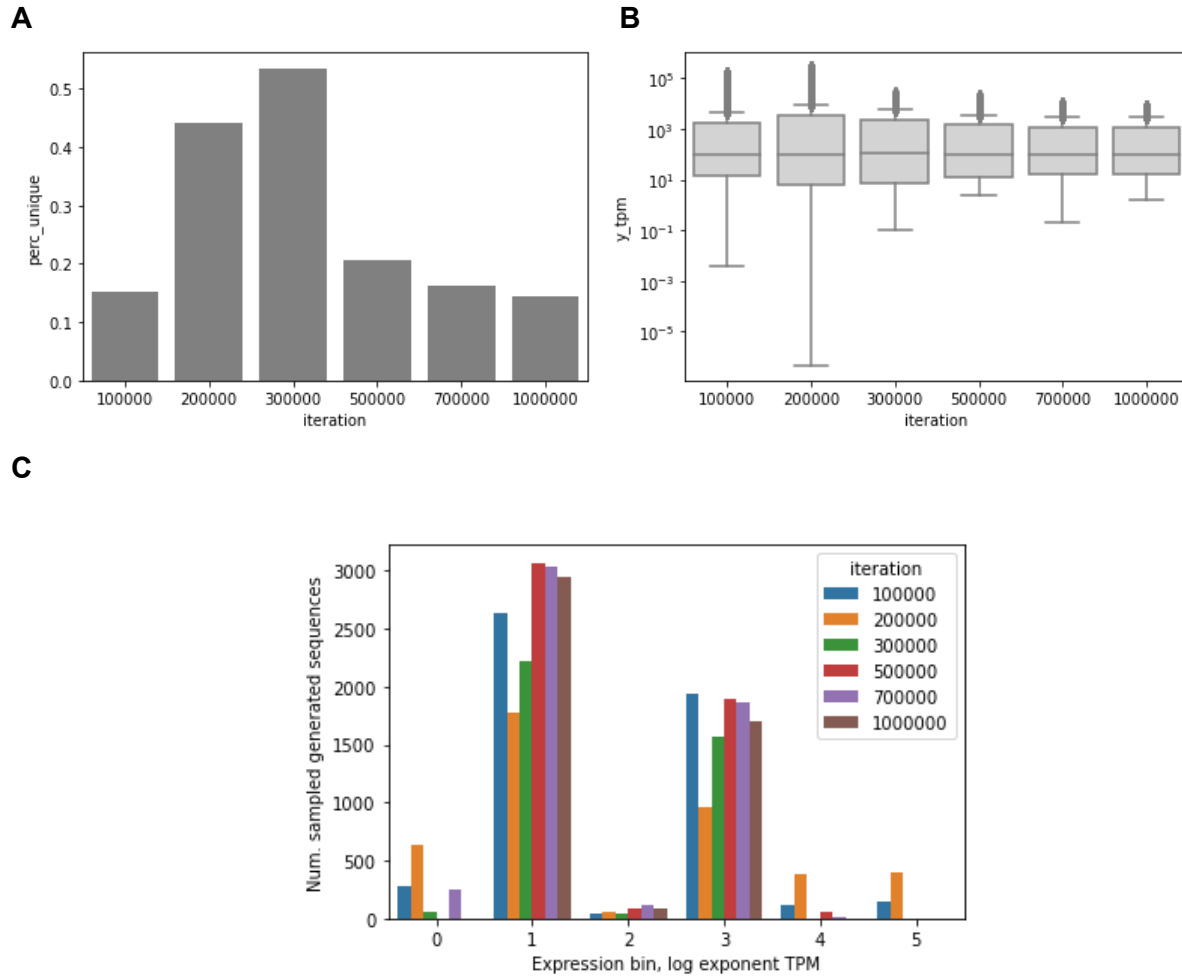 A
perc_unique
0.5
0.4
0.3
0.2
0.1
0.0
100000 200000 300000 500000 700000 1000000
iteration
B
y_tpm
10^5
10^3
10^1
10^-1
10^-3
10^-5
100000 200000 300000 500000 700000 1000000
iteration
C
Num. sampled generated sequences
3000
2500
2000
1500
1000
500
0
0 1 2 3 4 5
Expression bin, log exponent TPM
iteration
100000
200000
300000
500000
700000
1000000